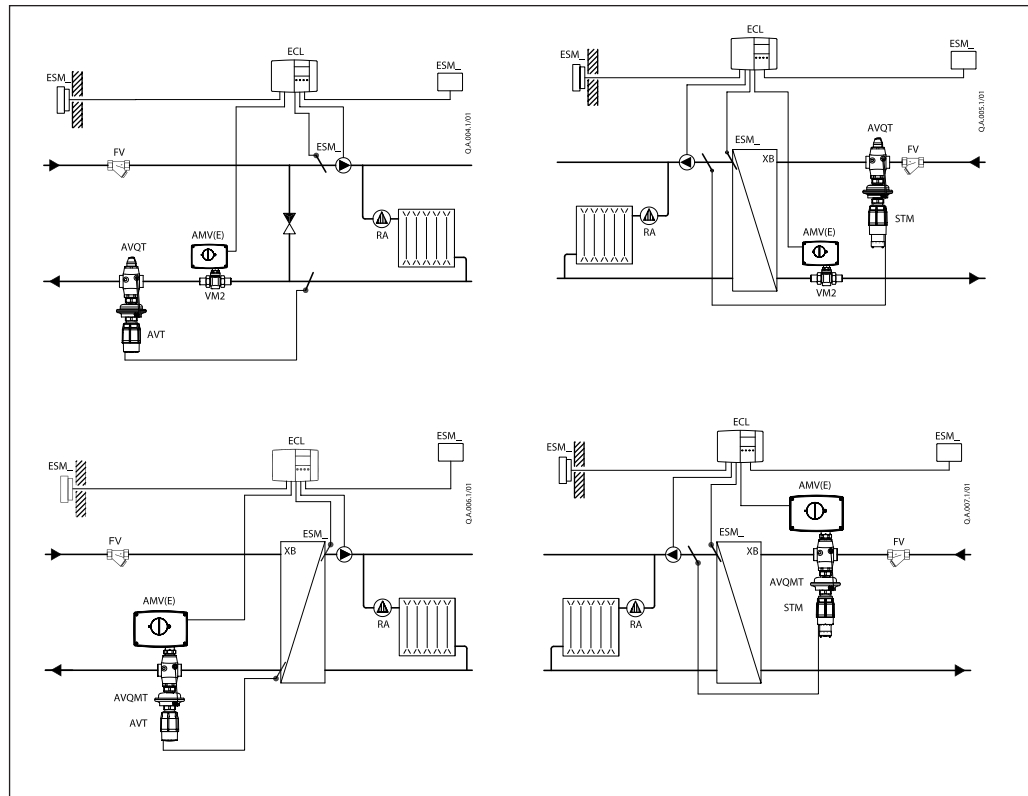 ECL
ESM_
ESM_
Q.A.004.1/01
ESM_
FV
RA
AVQT
AMV(E)
VM2
AVT
ECL
ESM_
ESM_
Q.A.005.1/01
AVQT
ESM_
FV
XB
STM
RA
AMV(E)
VM2
ECL
ESM_
ESM_
Q.A.006.1/01
ESM_
FV
XB
AMV(E)
RA
AVQMT
AVT
ECL
ESM_
ESM_
Q.A.007.1/01
AMV(E)
ESM_
FV
XB
AVQMT
STM
RA